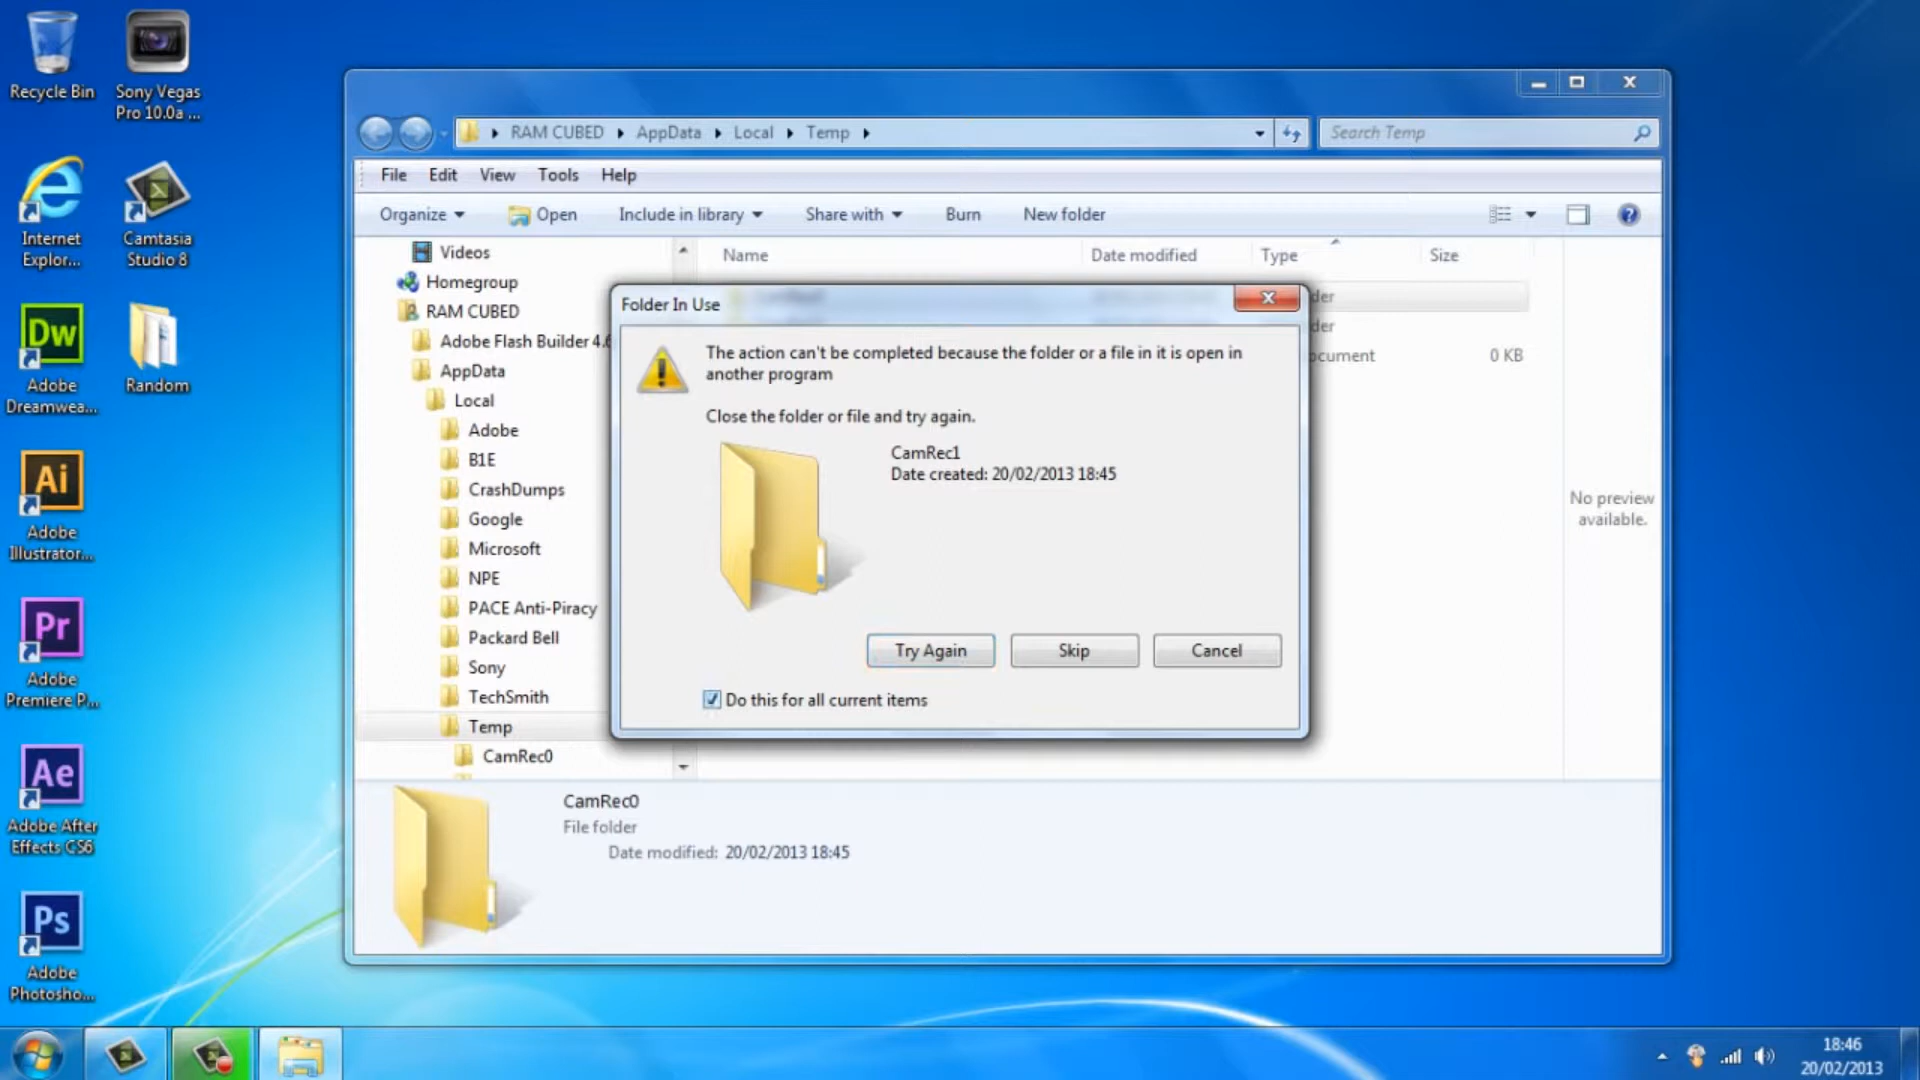 Recycle Bin
Sony Vegas
Pro 10.0a ...
Internet
Explor...
Camtasia
Studio 8
Dw
Adobe
Dreamwea...
Random
Ai
Adobe
Illustrator...
Pr
Adobe
Premiere P...
Ae
Adobe After
Effects CS6
Ps
Adobe
Photosho...
RAM CUBED
AppData
Local
Temp
Search Temp
File Edit View Tools Help
Organize Open Include in library Share with Burn New folder
Name Date modified Type Size
Videos
Homegroup
RAM CUBED
Adobe Flash Builder 4.6
AppData
Local
Adobe
B1E
CrashDumps
Google
Microsoft
NPE
PACE Anti-Piracy
Packard Bell
Sony
TechSmith
Temp
CamRec0
0 KB
No preview
available.
Folder In Use
The action can't be completed because the folder or a file in it is open in
another program
Close the folder or file and try again.
CamRec1
Date created: 20/02/2013 18:45
Try Again Skip Cancel
Do this for all current items
CamRec0
File folder
Date modified: 20/02/2013 18:45
18:46
20/02/2013